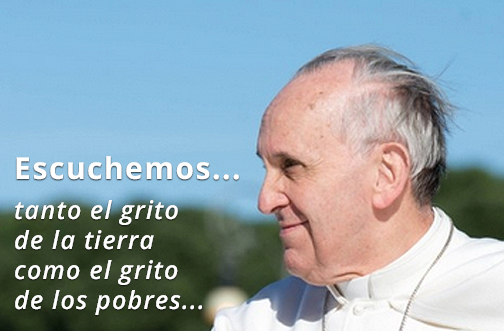 Escuchemos...
tanto el grito
de la tierra
como el grito
de los pobres...